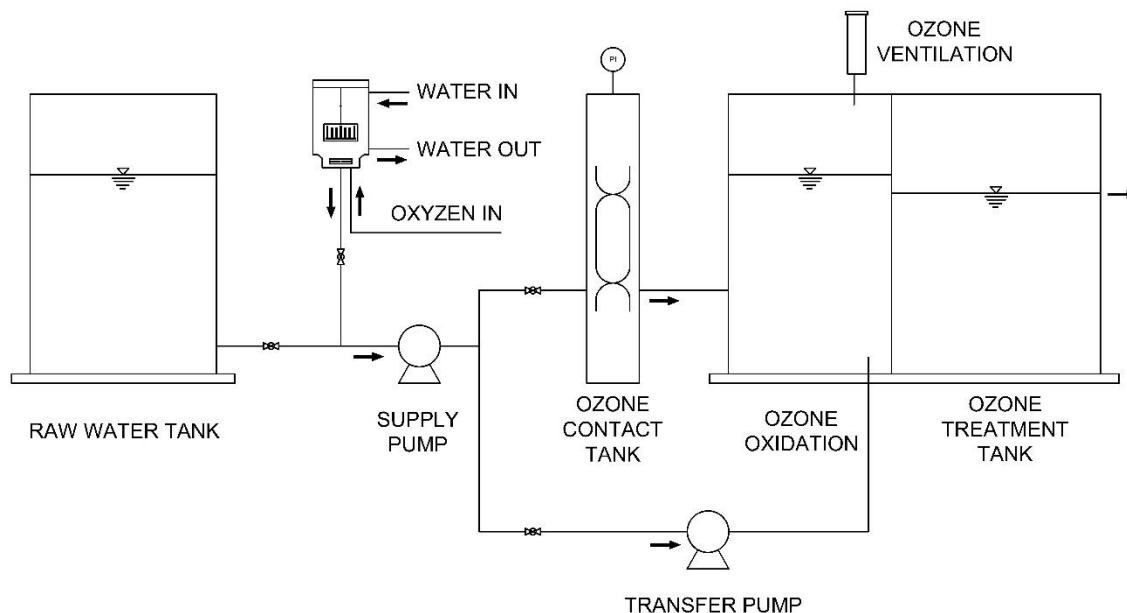 OZONE
VENTILATION
PI
WATER IN
WATER OUT
OXYZEN IN
RAW WATER TANK
SUPPLY
PUMP
OZONE
CONTACT
TANK
OZONE
OXIDATION
OZONE
TREATMENT
TANK
TRANSFER PUMP